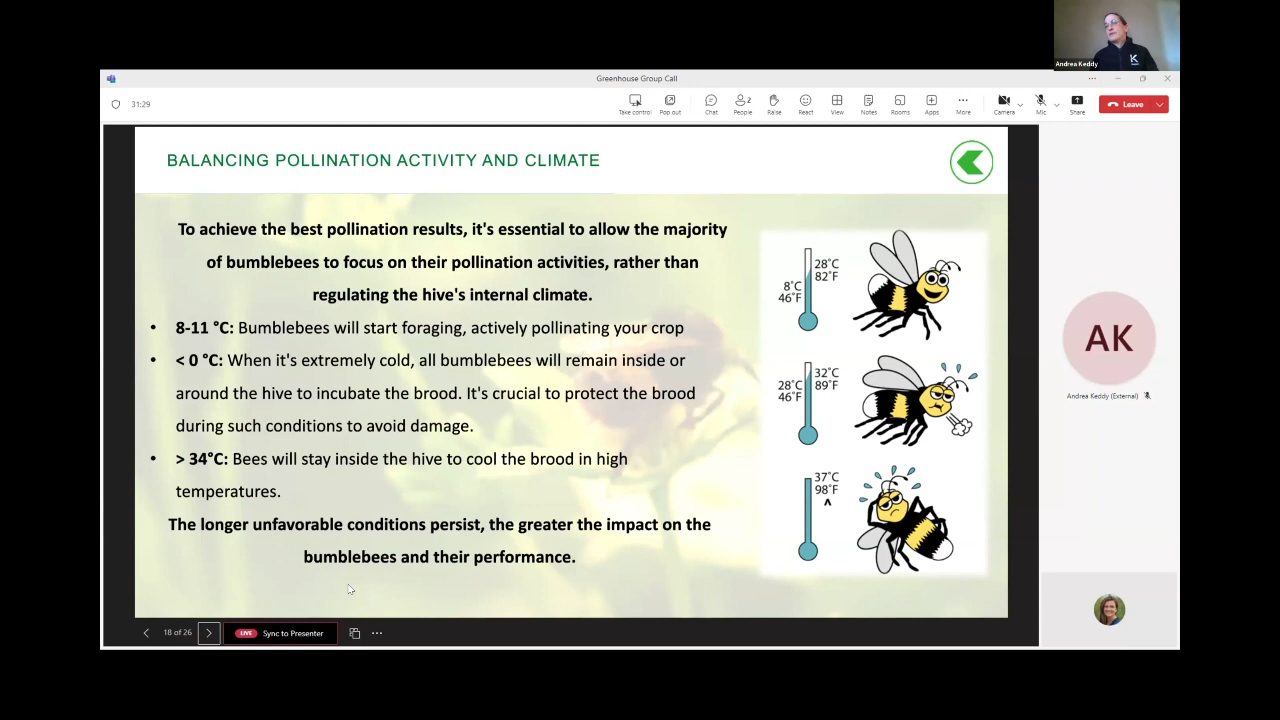 Andrea Keddy
K
Greenhouse Group Call
31:29
Take control
Pop out
Chat
People
2
Raise
React
View
Notes
Rooms
Apps
More
Camera
Mic
Share
Leave
BALANCING POLLINATION ACTIVITY AND CLIMATE
To achieve the best pollination results, it's essential to allow the majority
of bumblebees to focus on their pollination activities, rather than
regulating the hive's internal climate.
• 8-11 °C: Bumblebees will start foraging, actively pollinating your crop
• < 0 °C: When it's extremely cold, all bumblebees will remain inside or
around the hive to incubate the brood. It's crucial to protect the brood
during such conditions to avoid damage.
• > 34°C: Bees will stay inside the hive to cool the brood in high
temperatures.
The longer unfavorable conditions persist, the greater the impact on the
bumblebees and their performance.
28°C
82°F
8°C
46°F
32°C
89°F
28°C
46°F
37°C
98°F
^
AK
Andrea Keddy (External)
18 of 26
LIVE Sync to Presenter